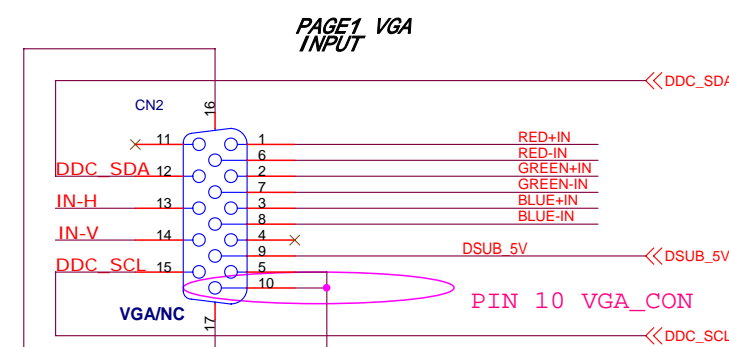 PAGE1 VGA
INPUT
DDC_SDA
CN2
16
11
1
RED+IN
6
RED-IN
DDC_SDA
12
2
GREEN+IN
7
GREEN-IN
IN-H
13
3
BLUE+IN
8
BLUE-IN
IN-V
14
4
9
DSUB_5V
DSUB_5V
DDC_SCL
15
5
10
PIN 10 VGA_CON
VGA/NC
17
DDC_SCL